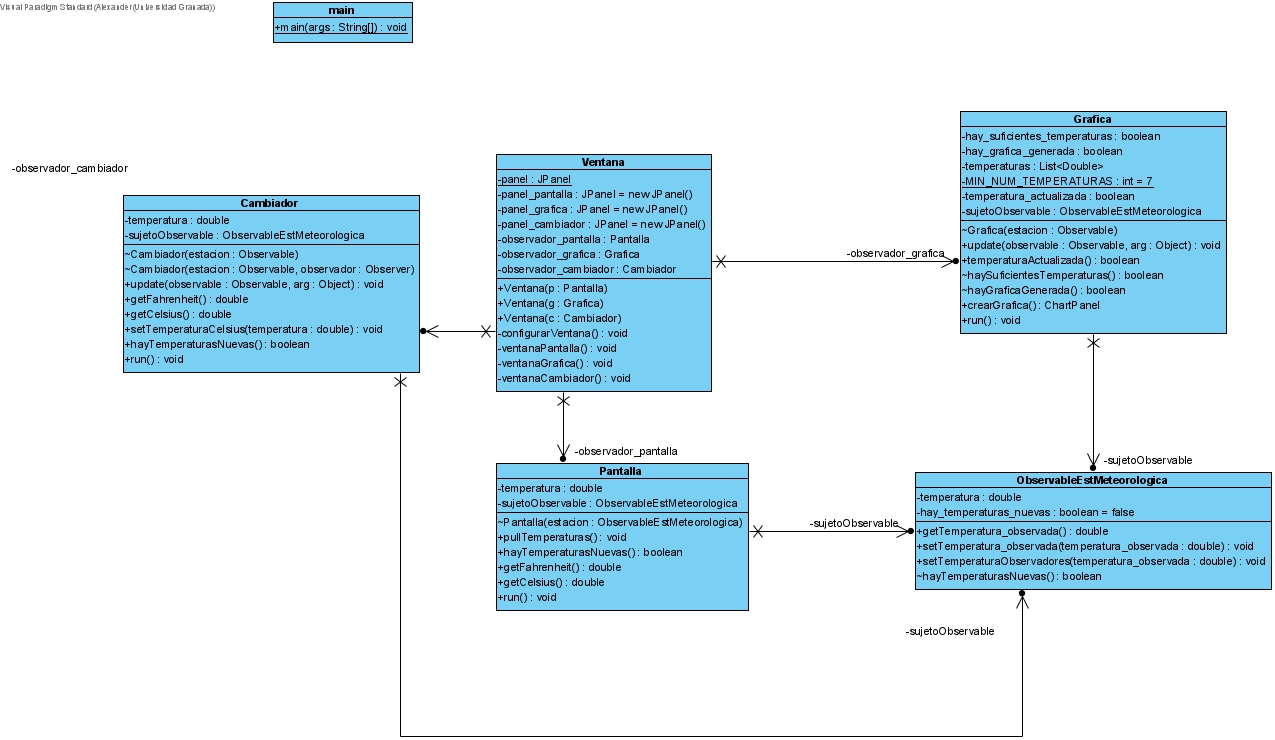 Visual Paradigm Standard (Alexander (Universidad Granada))
main
+main(args : String[]) : void
-observador_cambiador
Cambiador
-temperatura : double
-sujetoObservable : ObservableEstMeteorologica
~Cambiador(estacion : Observable)
~Cambiador(estacion : Observable, observador : Observer)
+update(observable : Observable, arg : Object) : void
+getFahrenheit() : double
+getCelsius() : double
+setTemperaturaCelsius(temperatura : double) : void
+hayTemperaturasNuevas() : boolean
+run() : void
Ventana
-panel : JPanel
-panel_pantalla : JPanel = new JPanel()
-panel_grafica : JPanel = new JPanel()
-panel_cambiador : JPanel = new JPanel()
-observador_pantalla : Pantalla
-observador_grafica : Grafica
-observador_cambiador : Cambiador
+Ventana(p : Pantalla)
+Ventana(g : Grafica)
+Ventana(c : Cambiador)
-configurarVentana() : void
-ventanaPantalla() : void
-ventanaGrafica() : void
-ventanaCambiador() : void
-observador_grafica
Grafica
-hay_suficientes_temperaturas : boolean
-hay_grafica_generada : boolean
-temperaturas : List<Double>
-MIN_NUM_TEMPERATURAS : int = 7
-temperatura_actualizada : boolean
-sujetoObservable : ObservableEstMeteorologica
~Grafica(estacion : Observable)
+update(observable : Observable, arg : Object) : void
+temperaturaActualizada() : boolean
~haySuficientesTemperaturas() : boolean
~hayGraficaGenerada() : boolean
+crearGrafica() : ChartPanel
+run() : void
-observador_pantalla
-sujetoObservable
Pantalla
-temperatura : double
-sujetoObservable : ObservableEstMeteorologica
~Pantalla(estacion : ObservableEstMeteorologica)
+pullTemperaturas() : void
+hayTemperaturasNuevas() : boolean
+getFahrenheit() : double
+getCelsius() : double
+run() : void
-sujetoObservable
ObservableEstMeteorologica
-temperatura : double
-hay_temperaturas_nuevas : boolean = false
+getTemperatura_observada() : double
+setTemperatura_observada(temperatura_observada : double) : void
+setTemperaturaObservadores(temperatura_observada : double) : void
~hayTemperaturasNuevas() : boolean
-sujetoObservable